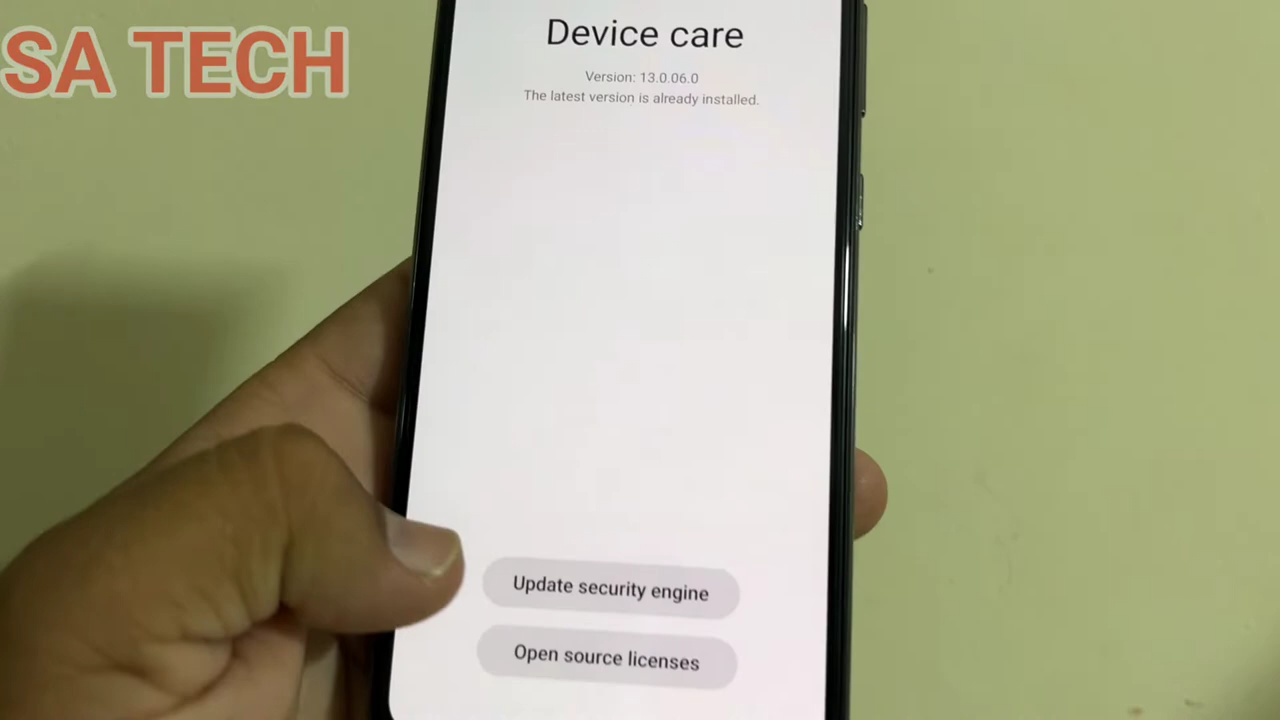 SA TECH
Device care
Version: 13.0.06.0
The latest version is already installed.
Update security engine
Open source licenses